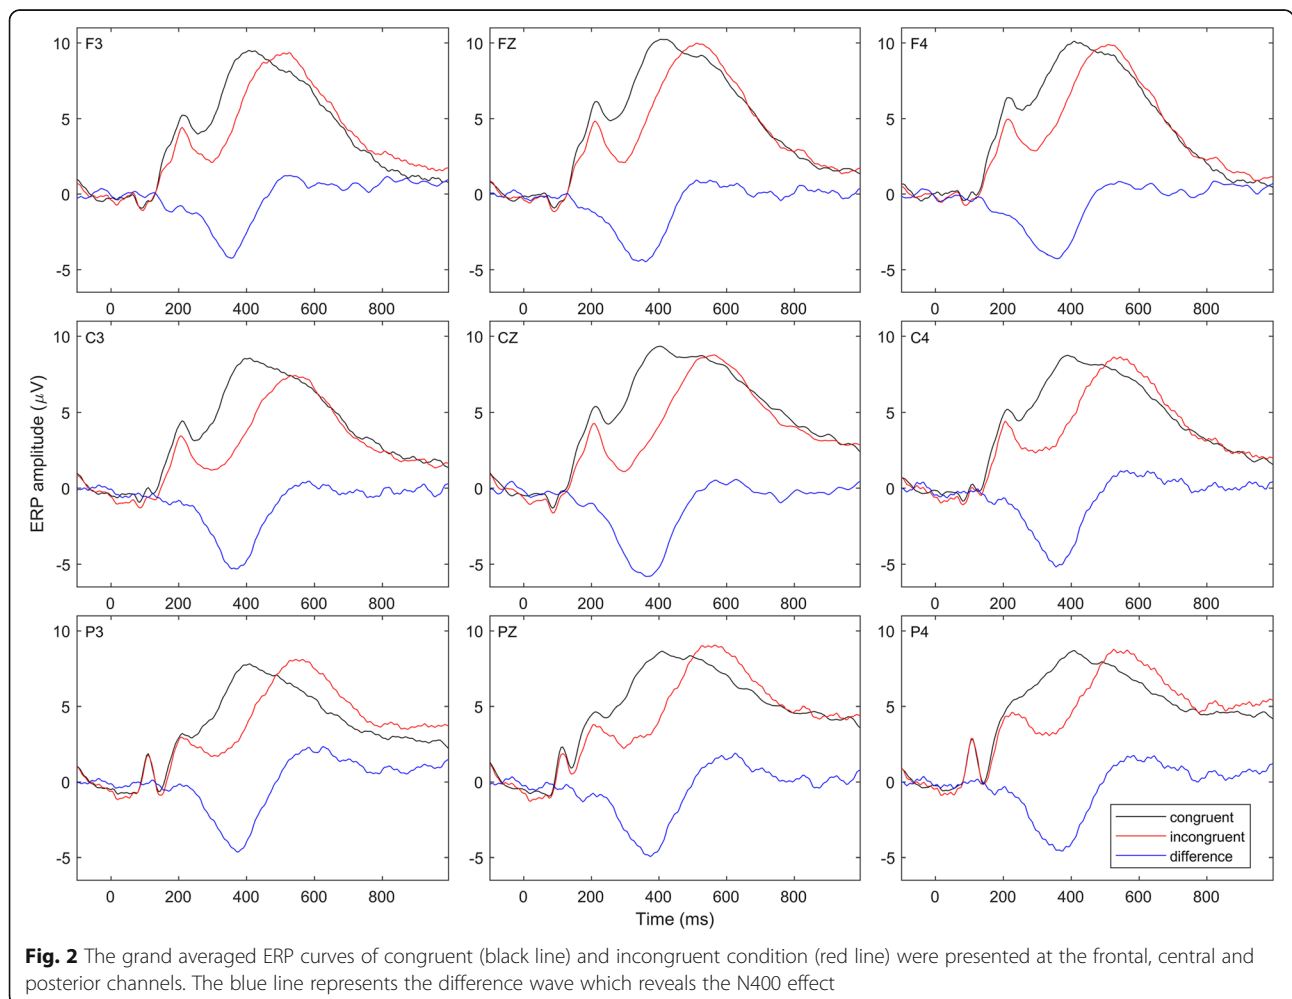 F3
FZ
F4
10
5
0
-5
0 200 400 600 800
10
5
0
-5
0 200 400 600 800
10
5
0
-5
0 200 400 600 800
C3
CZ
C4
ERP amplitude (μV)
10
5
0
-5
0 200 400 600 800
10
5
0
-5
0 200 400 600 800
10
5
0
-5
0 200 400 600 800
P3
PZ
P4
10
5
0
-5
0 200 400 600 800
10
5
0
-5
0 200 400 600 800
10
5
0
-5
0 200 400 600 800
congruent
incongruent
difference
Time (ms)
Fig. 2 The grand averaged ERP curves of congruent (black line) and incongruent condition (red line) were presented at the frontal, central and
posterior channels. The blue line represents the difference wave which reveals the N400 effect